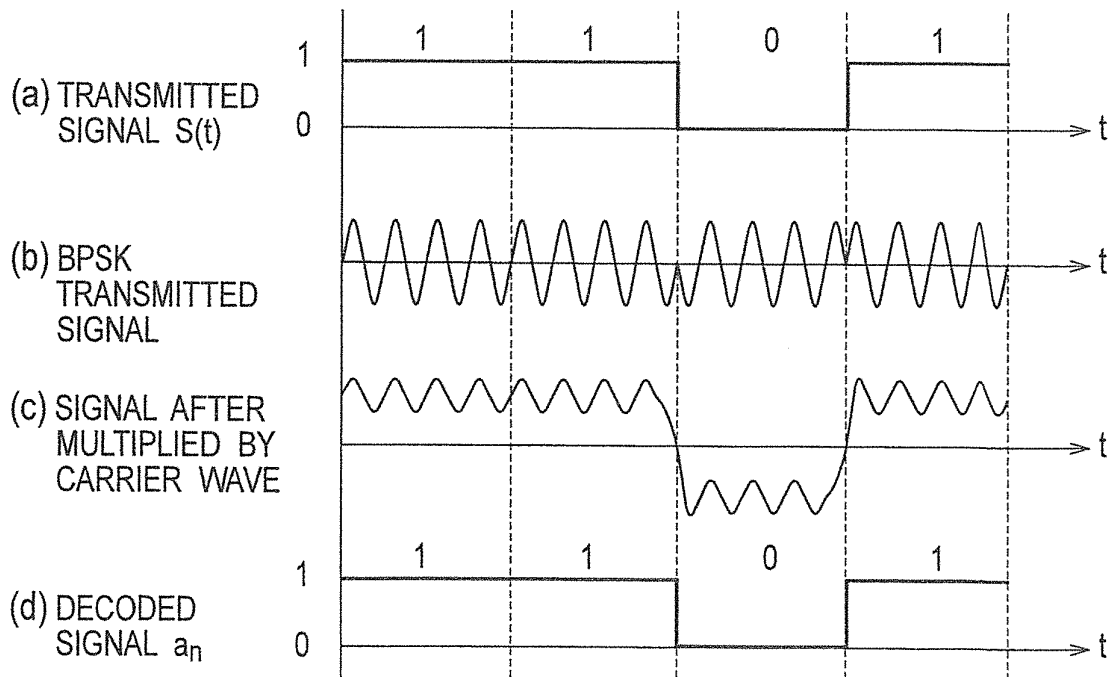 1 1 0 1
1
(a) TRANSMITTED
SIGNAL S(t)
0
t
(b) BPSK
TRANSMITTED
SIGNAL
t
(c) SIGNAL AFTER
MULTIPLIED BY
CARRIER WAVE
t
1 1 0 1
1
(d) DECODED
SIGNAL aₙ
0
t